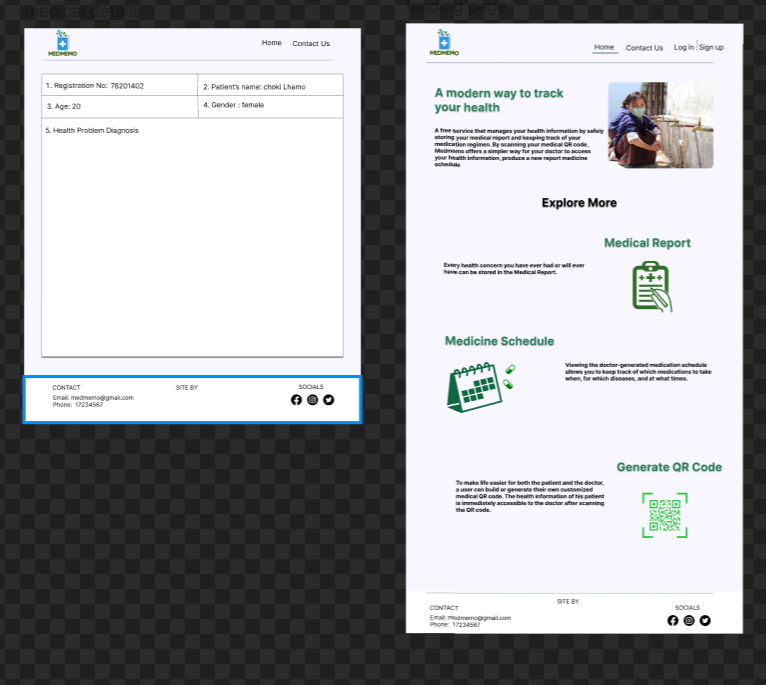 medical details
MEDMEMO
Home
Contact Us
1. Registration No: 78201402
2. Patient's name: choki Lhamo
3. Age: 20
4. Gender : female
5. Health Problem Diagnosis
CONTACT
SITE BY
SOCIALS
Email: medmemo@gmail.com
Phone: 17234567
landing page
MEDMEMO
Home
Contact Us
Log in
Sign up
A modern way to track
your health
A free service that manages your health information by safely
storing your medical report and keeping track of your
medication regimen. By scanning your medical QR code,
Medmemo offers a simpler way for your doctor to access
your health information, produce a new report medicine
schedule
Explore More
Medical Report
Every health concern you have ever had or will ever
have can be stored in the Medical Report.
Medicine Schedule
Viewing the doctor-generated medication schedule
allows you to keep track of which medications to take
when, for which diseases, and at what times.
Generate QR Code
To make life easier for both the patient and the doctor,
a user can build or generate their own customized
medical QR code. The health information of his patient
is immediately accessible to the doctor after scanning
the QR code.
SITE BY
CONTACT
SOCIALS
Email: medmemo@gmail.com
Phone: 17234567